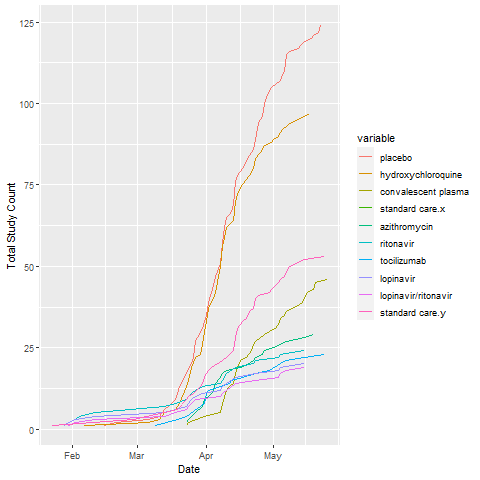 125
100
75
50
25
0
Total Study Count
Feb
Mar
Apr
May
Date
variable
placebo
hydroxychloroquine
convalescent plasma
standard care.x
azithromycin
ritonavir
tocilizumab
lopinavir
lopinavir/ritonavir
standard care.y